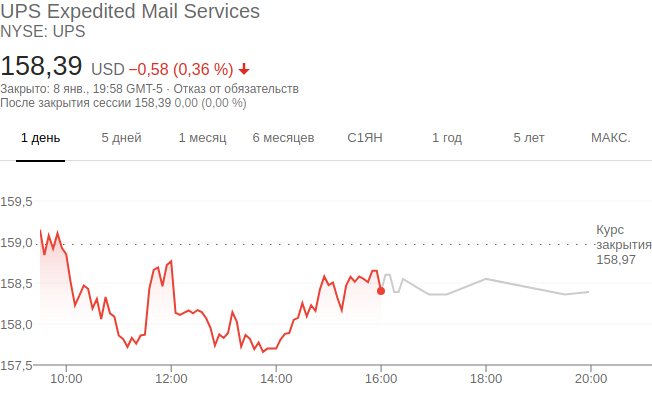 UPS Expedited Mail Services
NYSE: UPS
158,39 USD −0,58 (0,36 %)
Закрыто: 8 янв., 19:58 GMT-5 · Отказ от обязательств
После закрытия сессии 158,39 0,00 (0,00 %)
1 день 5 дней 1 месяц 6 месяцев С1ЯН 1 год 5 лет МАКС.
159,5
159,0
158,5
158,0
157,5
Курс
закрытия
158,97
10:00 12:00 14:00 16:00 18:00 20:00